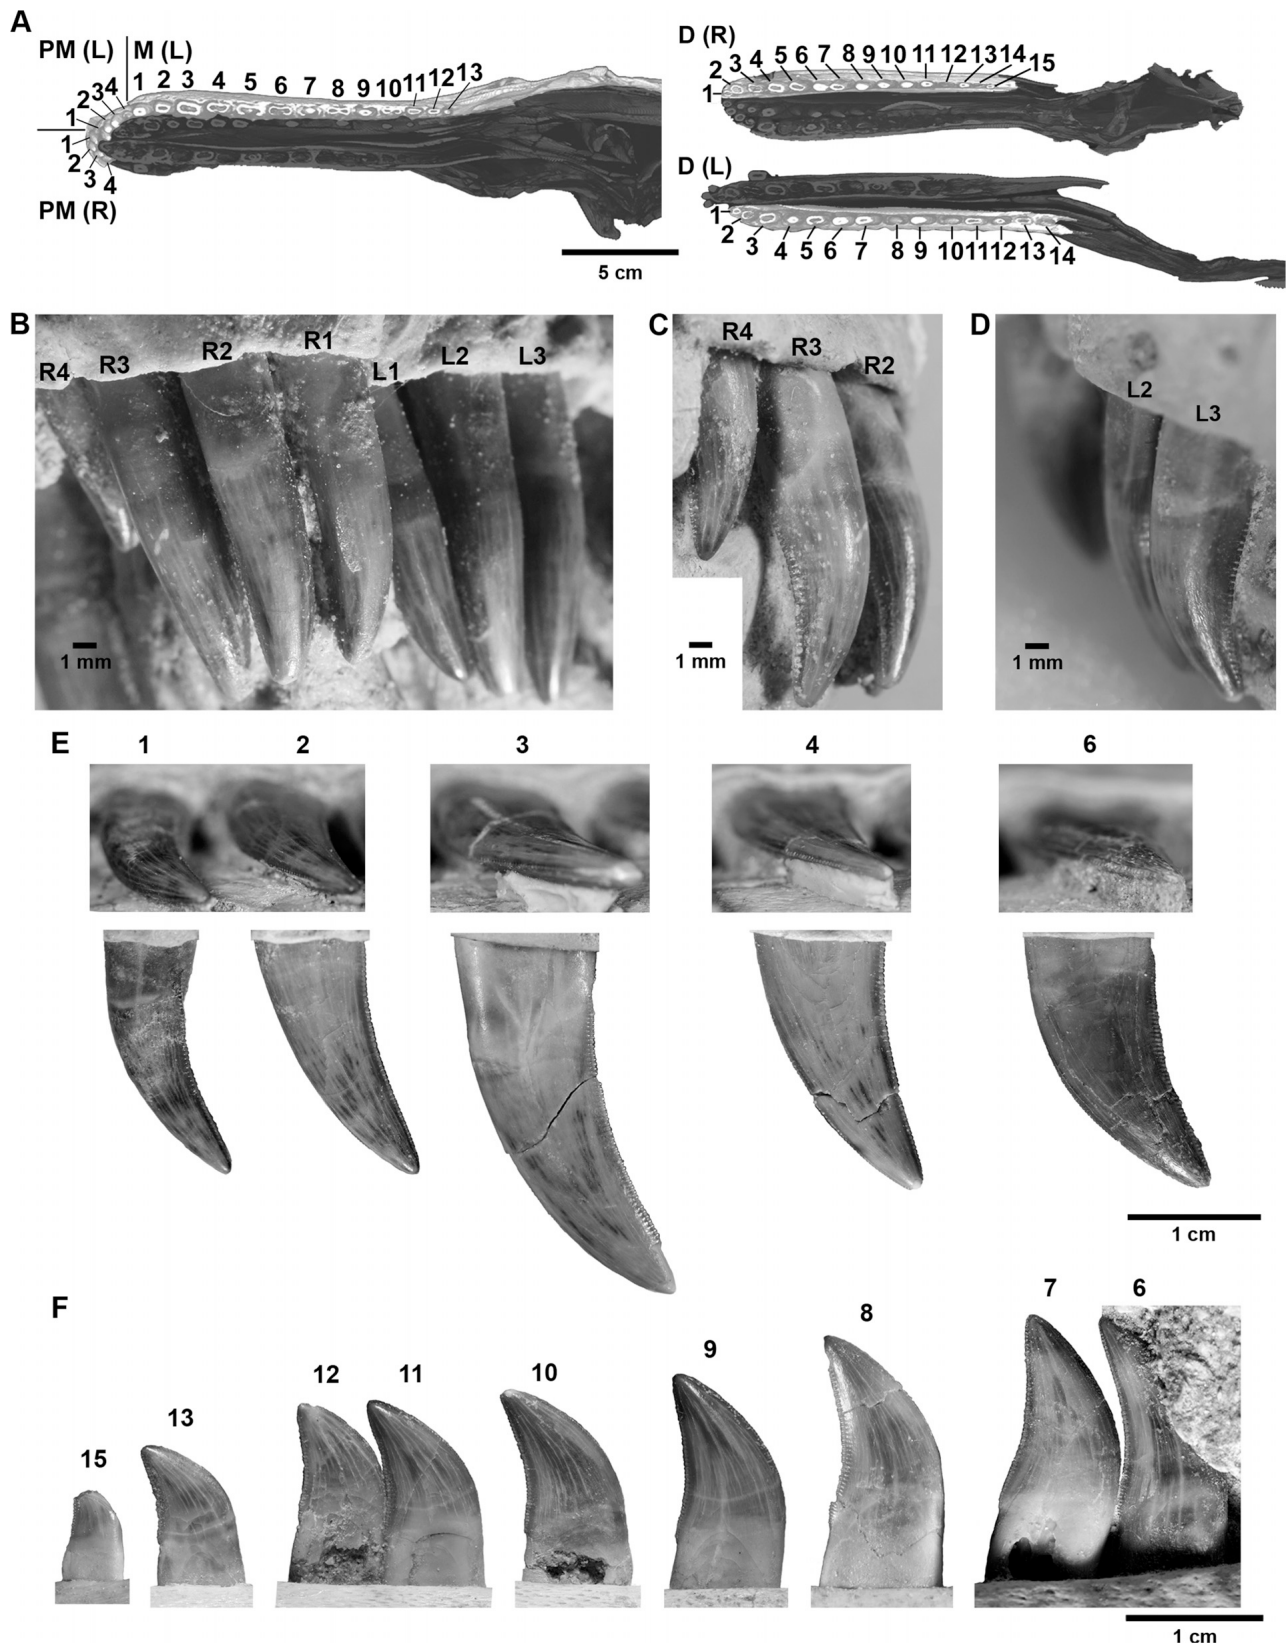 A
PM (L) M (L)
1 2 3 4 5 6 7 8 9 10 11 12 13
1 2 3 4
1 2 3 4
PM (R)
5 cm
D (R)
1 2 3 4 5 6 7 8 9 10 11 12 13 14 15
D (L)
1 2 3 4 5 6 7 8 9 10 11 12 13 14
B
R4 R3 R2 R1 L1 L2 L3
1 mm
C
R4 R3 R2
1 mm
D
L2 L3
1 mm
E
1 2 3 4 6
1 cm
F
15 13 12 11 10 9 8 7 6
1 cm